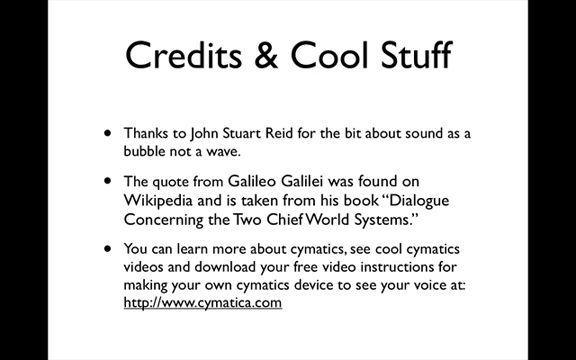 Credits & Cool Stuff
• Thanks to John Stuart Reid for the bit about sound as a
bubble not a wave.
• The quote from Galileo Galilei was found on
Wikipedia and is taken from his book “Dialogue
Concerning the Two Chief World Systems.”
• You can learn more about cymatics, see cool cymatics
videos and download your free video instructions for
making your own cymatics device to see your voice at:
http://www.cymatica.com